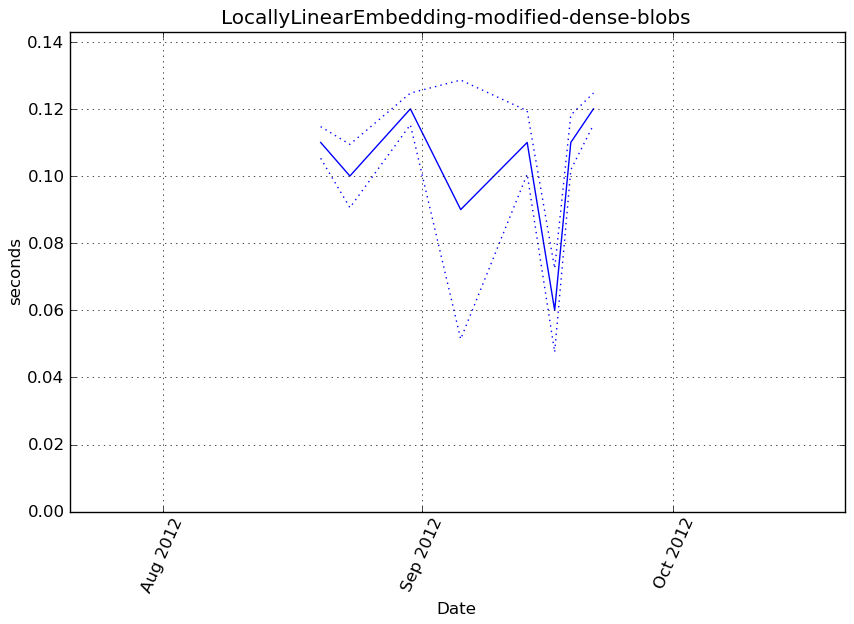 LocallyLinearEmbedding-modified-dense-blobs
0.14
0.12
0.10
0.08
0.06
0.04
0.02
0.00
seconds
Aug 2012
Sep 2012
Oct 2012
Date